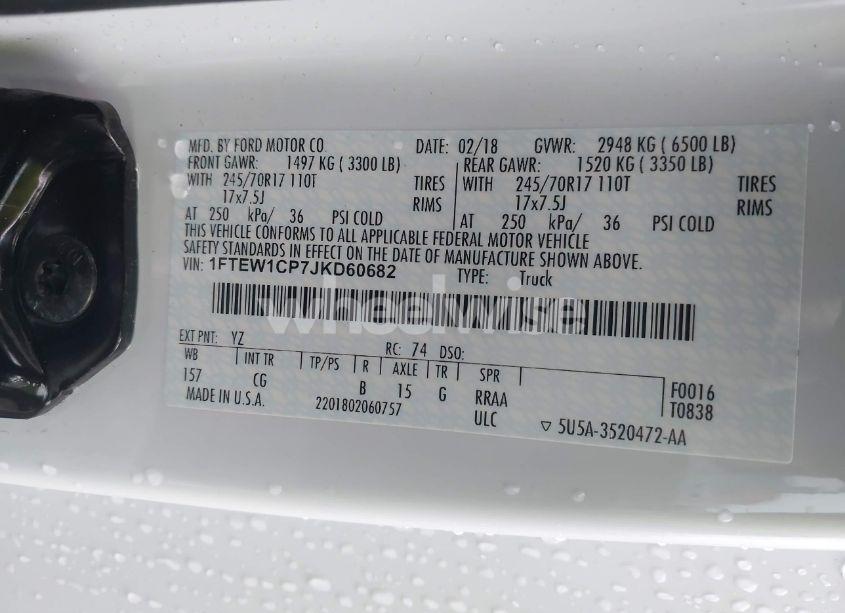 MFD. BY FORD MOTOR CO. DATE: 02/18 GVWR: 2948 KG ( 6500 LB)
FRONT GAWR: 1497 KG ( 3300 LB) REAR GAWR: 1520 KG ( 3350 LB)
WITH 245/70R17 110T TIRES WITH 245/70R17 110T TIRES
17x7.5J RIMS 17x7.5J RIMS
AT 250 kPa/ 36 PSI COLD AT 250 kPa/ 36 PSI COLD
THIS VEHICLE CONFORMS TO ALL APPLICABLE FEDERAL MOTOR VEHICLE
SAFETY STANDARDS IN EFFECT ON THE DATE OF MANUFACTURE SHOWN ABOVE.
VIN: 1FTEW1CP7JKD60682 TYPE: Truck
wheelwise
EXT PNT: YZ RC: 74 DSO:
WB INT TR TP/PS R AXLE TR SPR
157 CG B 15 G RRAA F0016
MADE IN U.S.A. 2201802060757 ULC T0838
5U5A-3520472-AA